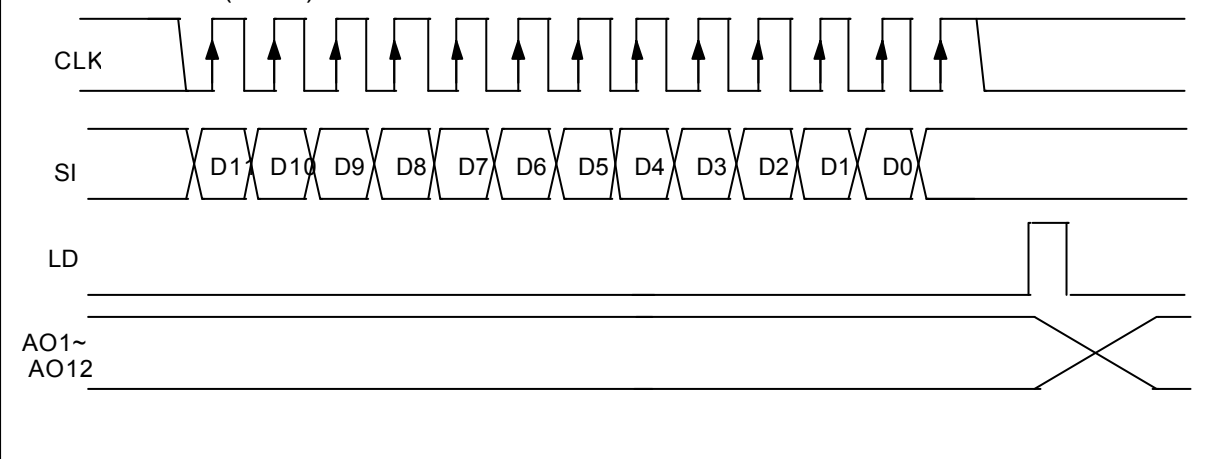 CLK
SI
D11 D10 D9 D8 D7 D6 D5 D4 D3 D2 D1 D0
LD
AO1~
AO12